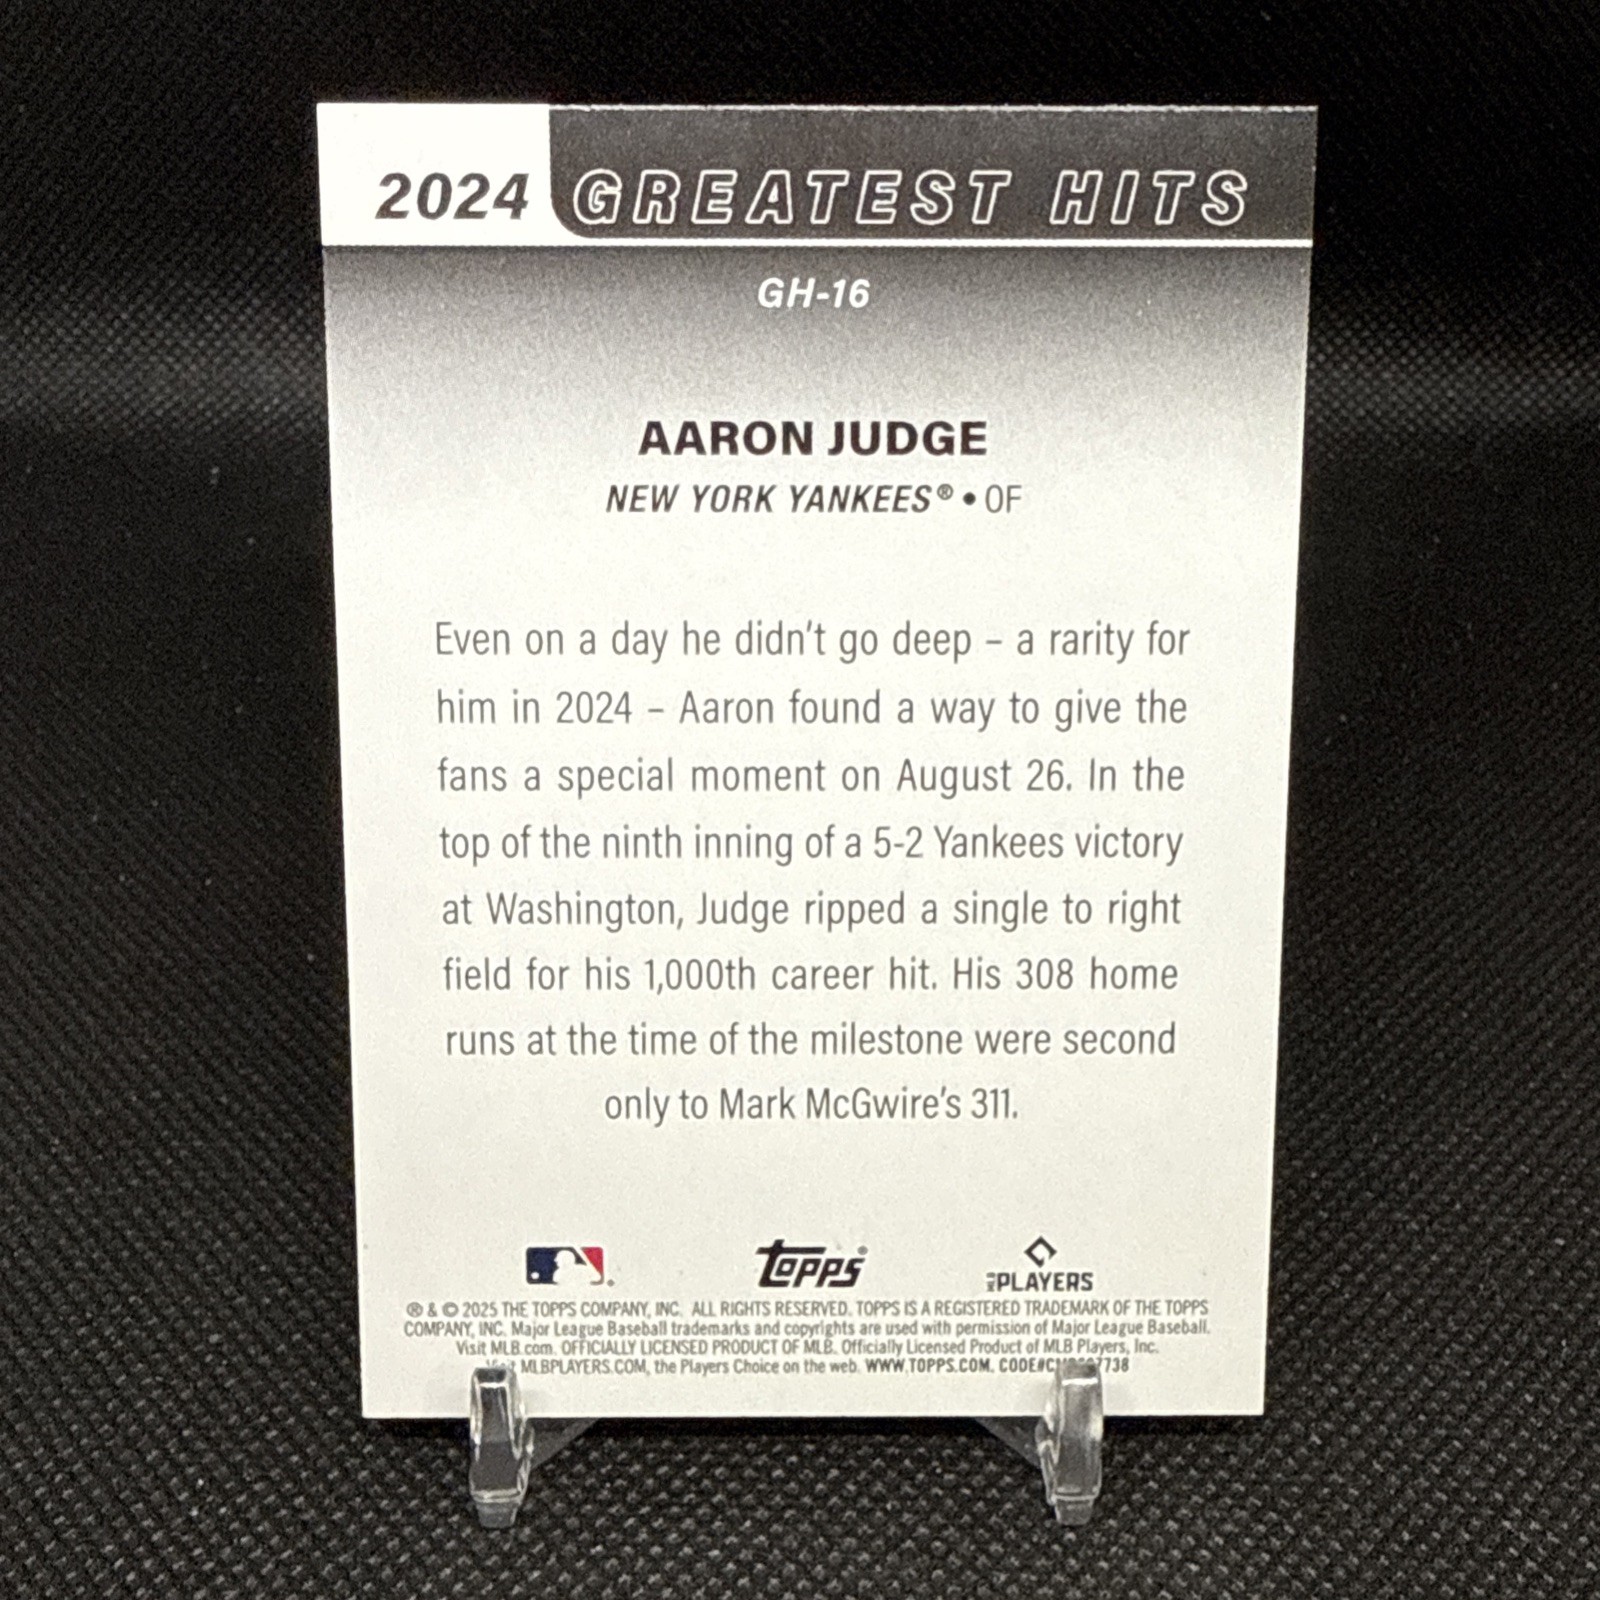 2024 GREATEST HITS
GH-16
AARON JUDGE
NEW YORK YANKEES® • OF
Even on a day he didn't go deep – a rarity for
him in 2024 – Aaron found a way to give the
fans a special moment on August 26. In the
top of the ninth inning of a 5-2 Yankees victory
at Washington, Judge ripped a single to right
field for his 1,000th career hit. His 308 home
runs at the time of the milestone were second
only to Mark McGwire's 311.
topps® PLAYERS
® & © 2025 THE TOPPS COMPANY, INC. ALL RIGHTS RESERVED. TOPPS IS A REGISTERED TRADEMARK OF THE TOPPS
COMPANY, INC. Major League Baseball trademarks and copyrights are used with permission of Major League Baseball.
Visit MLB.com. OFFICIALLY LICENSED PRODUCT OF MLB. Officially Licensed Product of MLB Players, Inc.
MLBPLAYERS.COM, the Players Choice on the web. WWW.TOPPS.COM.